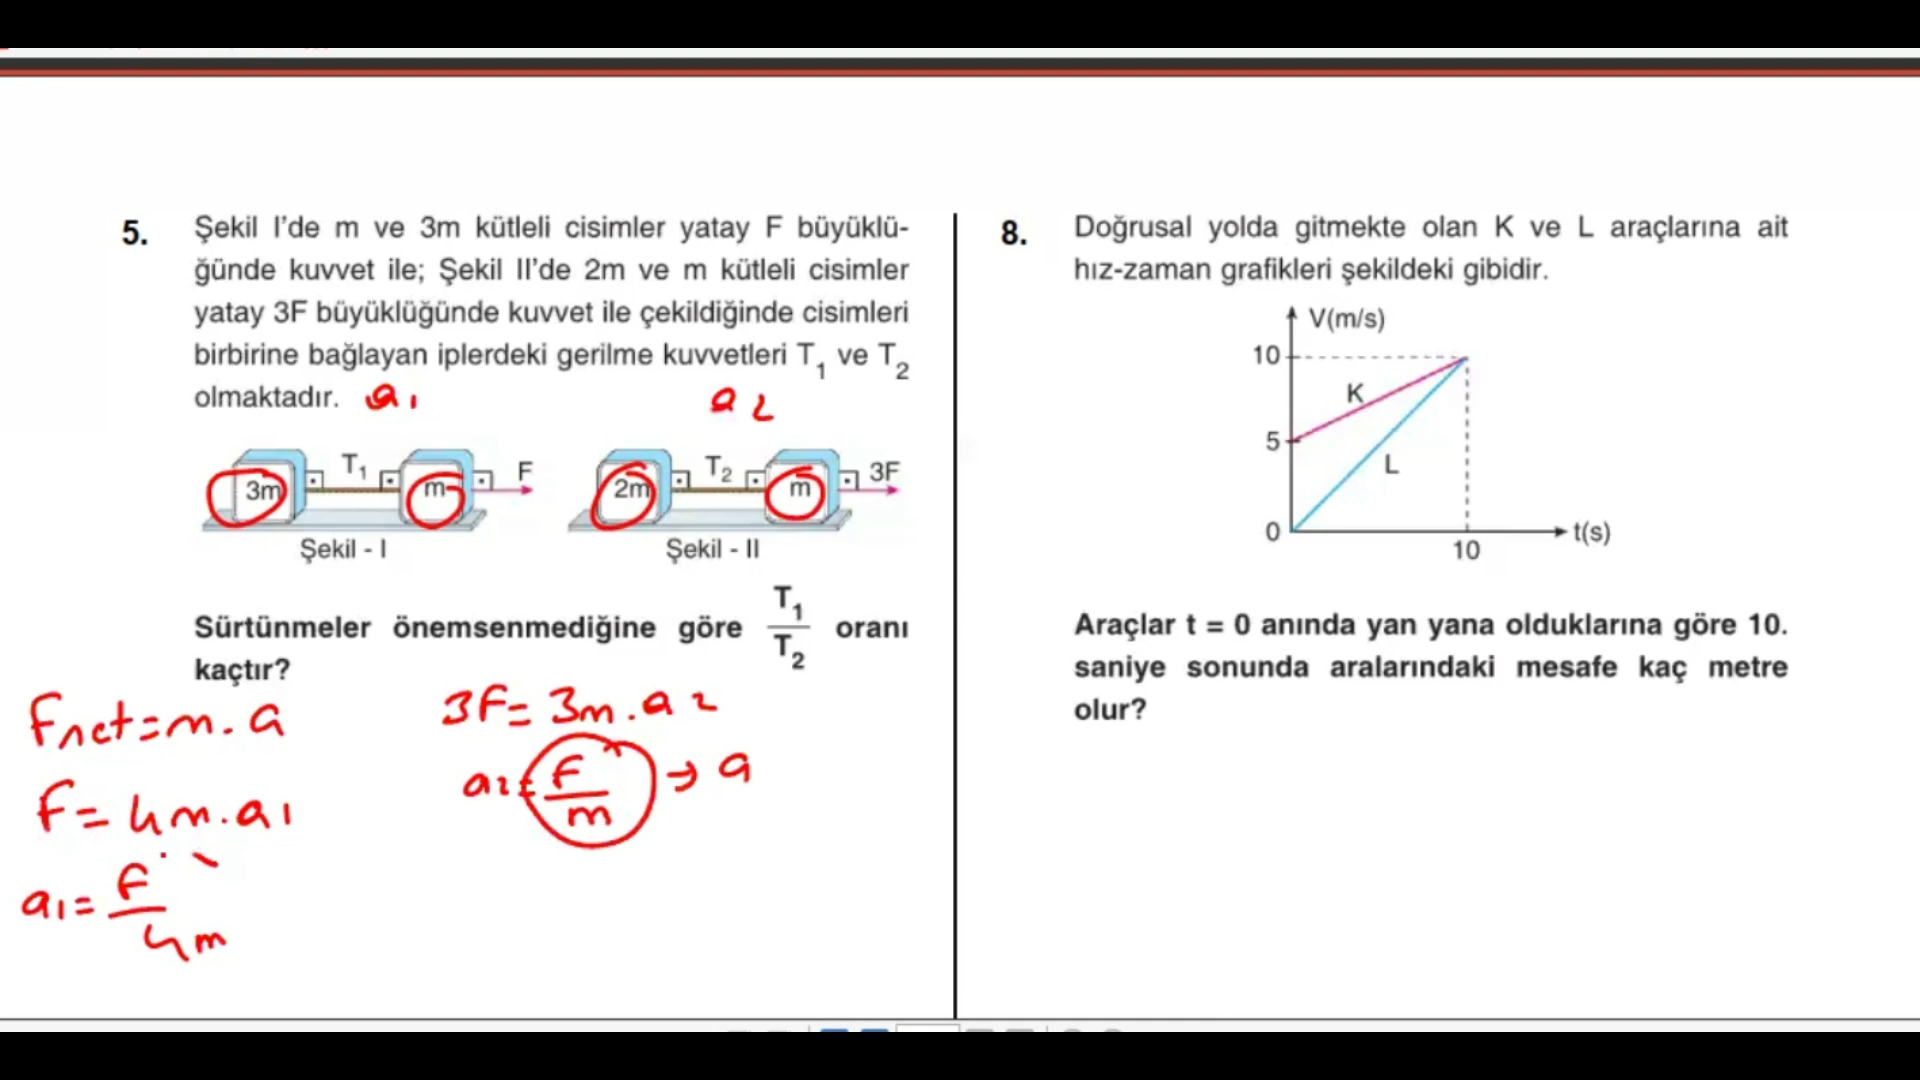 5. Şekil I'de m ve 3m kütleli cisimler yatay F büyüklü-
ğünde kuvvet ile; Şekil II'de 2m ve m kütleli cisimler
yatay 3F büyüklüğünde kuvvet ile çekildiğinde cisimleri
birbirine bağlayan iplerdeki gerilme kuvvetleri T₁ ve T₂
olmaktadır.
a₁ a₂
3m T₁ m F
Şekil - I
2m T₂ m 3F
Şekil - II
Sürtünmeler önemsenmediğine göre T₁/T₂ oranı
kaçtır?
Fnet=m.a
F=4m.a₁
a₁=F/4m
3F=3m.a₂
a₂=F/m → a
8. Doğrusal yolda gitmekte olan K ve L araçlarına ait
hız-zaman grafikleri şekildeki gibidir.
V(m/s)
10
K
5
L
0
10
t(s)
Araçlar t = 0 anında yan yana olduklarına göre 10.
saniye sonunda aralarındaki mesafe kaç metre
olur?